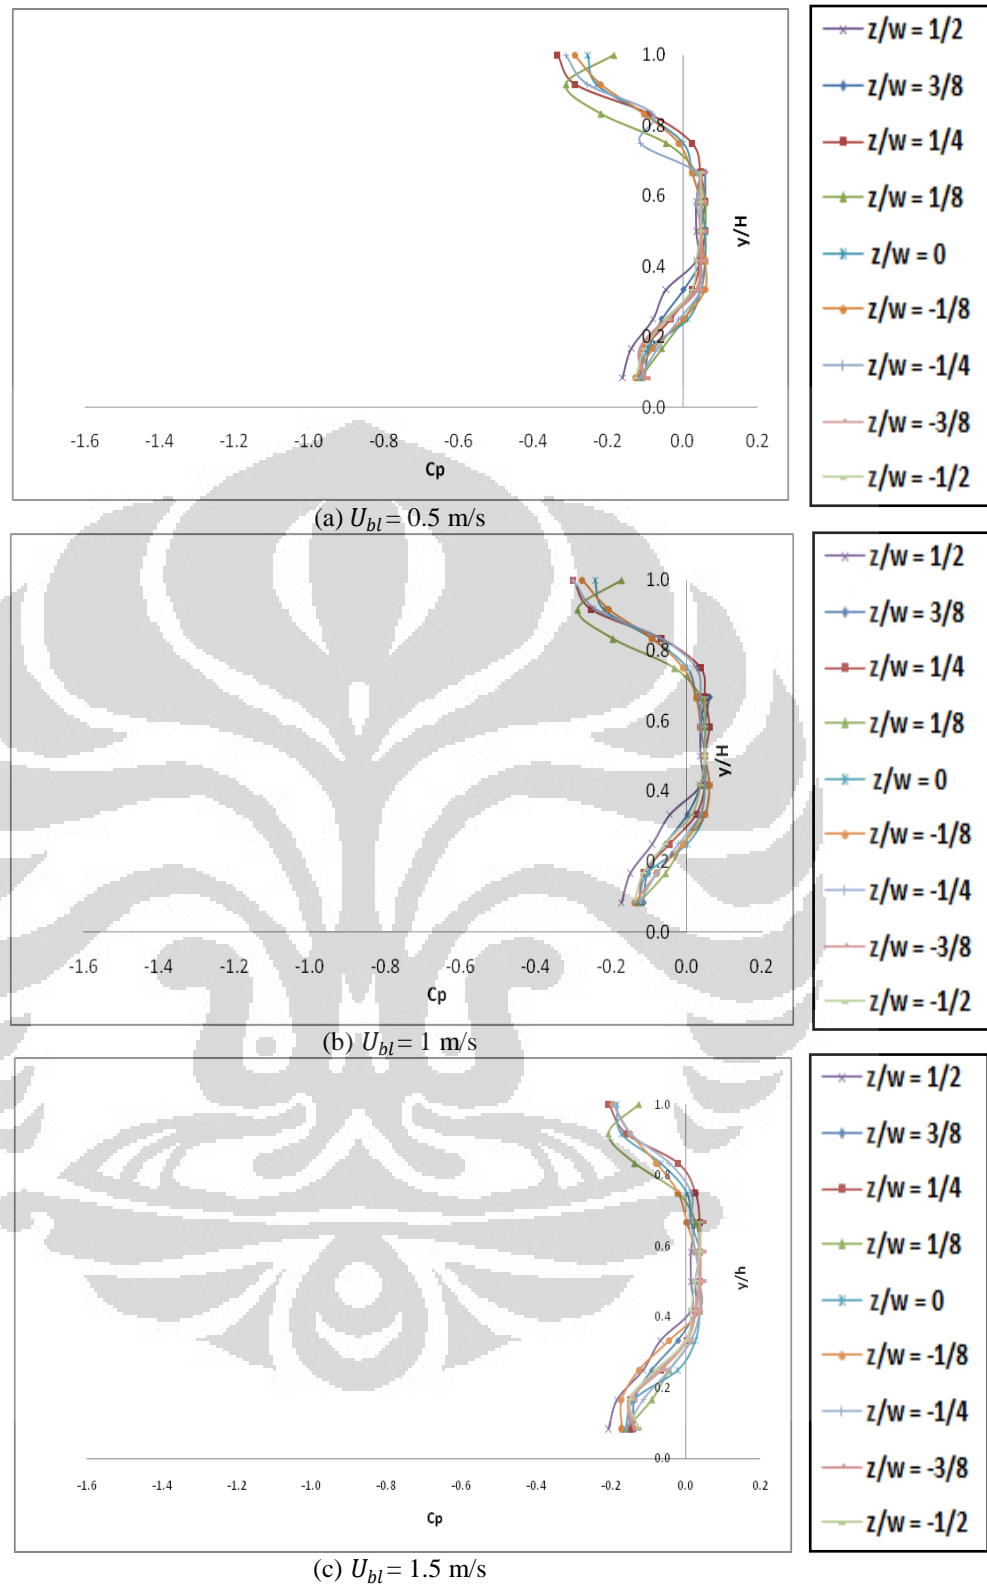 1.0
0.8
0.6
0.4
0.2
0.0
y/H
-1.6 -1.4 -1.2 -1.0 -0.8 -0.6 -0.4 -0.2 0.0 0.2
Cp
z/w = 1/2
z/w = 3/8
z/w = 1/4
z/w = 1/8
z/w = 0
z/w = -1/8
z/w = -1/4
z/w = -3/8
z/w = -1/2
(a) U_bl = 0.5 m/s
1.0
0.8
0.6
0.4
0.2
0.0
y/H
-1.6 -1.4 -1.2 -1.0 -0.8 -0.6 -0.4 -0.2 0.0 0.2
Cp
z/w = 1/2
z/w = 3/8
z/w = 1/4
z/w = 1/8
z/w = 0
z/w = -1/8
z/w = -1/4
z/w = -3/8
z/w = -1/2
(b) U_bl = 1 m/s
1.0
0.8
0.6
0.4
0.2
0.0
y/h
-1.6 -1.4 -1.2 -1.0 -0.8 -0.6 -0.4 -0.2 0.0 0.2
Cp
z/w = 1/2
z/w = 3/8
z/w = 1/4
z/w = 1/8
z/w = 0
z/w = -1/8
z/w = -1/4
z/w = -3/8
z/w = -1/2
(c) U_bl = 1.5 m/s